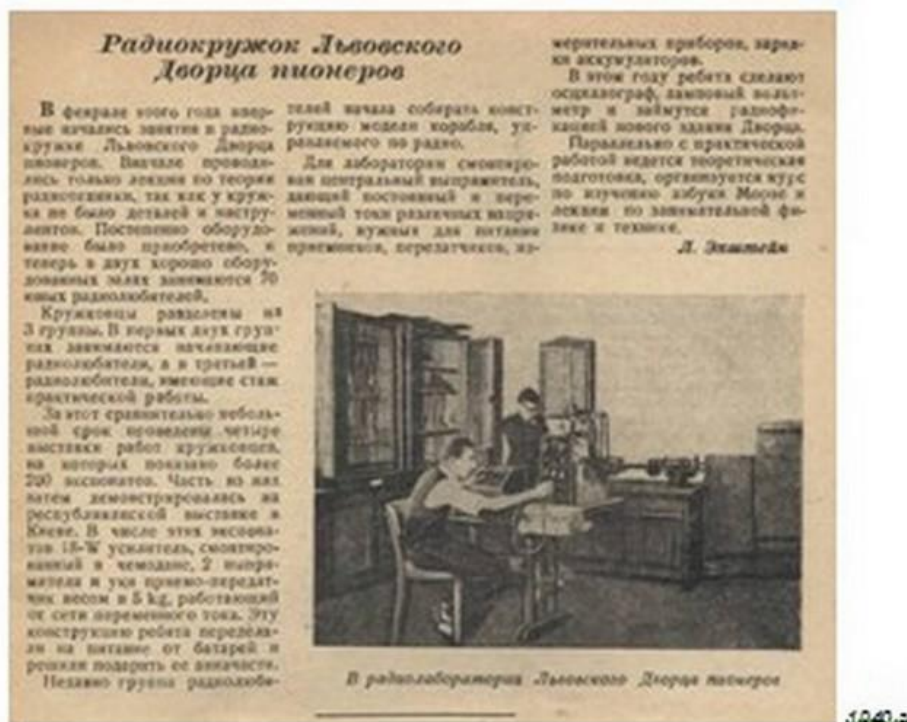 Радиокружок Львовского
Дворца пионеров
В феврале этого года впер-
вые начались занятия в радио-
кружке Львовского Дворца
пионеров. Вначале проводи-
лись только лекции по теории
радиотехники, так как у круж-
ка не было деталей и инстру-
ментов. Постепенно оборудо-
вание было приобретено, и
теперь в двух хорошо обору-
дованных залах занимаются 70
юных радиолюбителей.
Кружковцы разделены на
3 группы. В первых двух груп-
пах занимаются начинающие
радиолюбители, а в третьей —
радиолюбители, имеющие стаж
практической работы.
За этот сравнительно неболь-
шой срок проведены четыре
выставки работ кружковцев,
на которых показано более
200 экспонатов. Часть из них
затем демонстрировалась на
республиканской выставке в
Киеве. В числе этих экспона-
тов 18-W усилитель, смонтиро-
ванный в чемодане, 2 выпря-
мителя и укв приемо-передат-
чик весом в 5 kg, работающий
от сети переменного тока. Эту
конструкцию ребята передела-
ли на питание от батарей и
решили подарить ее авиачасти.
Недавно группа радиолюби-
телей начала собирать конст-
рукцию модели корабля, уп-
равляемого по радио.
Для лаборатории смонтиро-
ван центральный выпрямитель,
дающий постоянный и пере-
менный токи различных напря-
жений, нужных для питания
приемников, передатчиков, из-
мерительных приборов, заряд-
ки аккумуляторов.
В этом году ребята сделают
осциллограф, ламповый вольт-
метр и займутся радиофи-
кацией нового здания Дворца.
Параллельно с практической
работой ведется теоретическая
подготовка, организуется курс
по изучению азбуки Морзе и
лекции по занимательной фи-
зике и технике.
Л. Эпштейн
В радиолаборатории Львовского Дворца пионеров